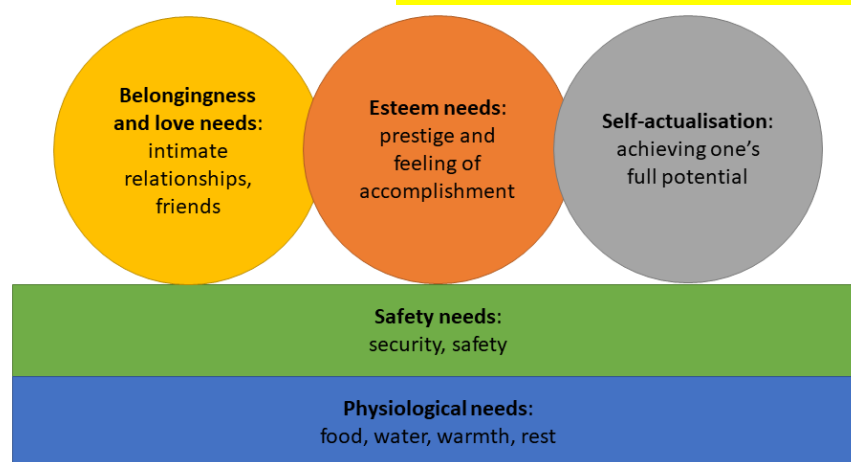 Belongingness
and love needs:
intimate
relationships,
friends
Esteem needs:
prestige and
feeling of
accomplishment
Self-actualisation:
achieving one's
full potential
Safety needs:
security, safety
Physiological needs:
food, water, warmth, rest